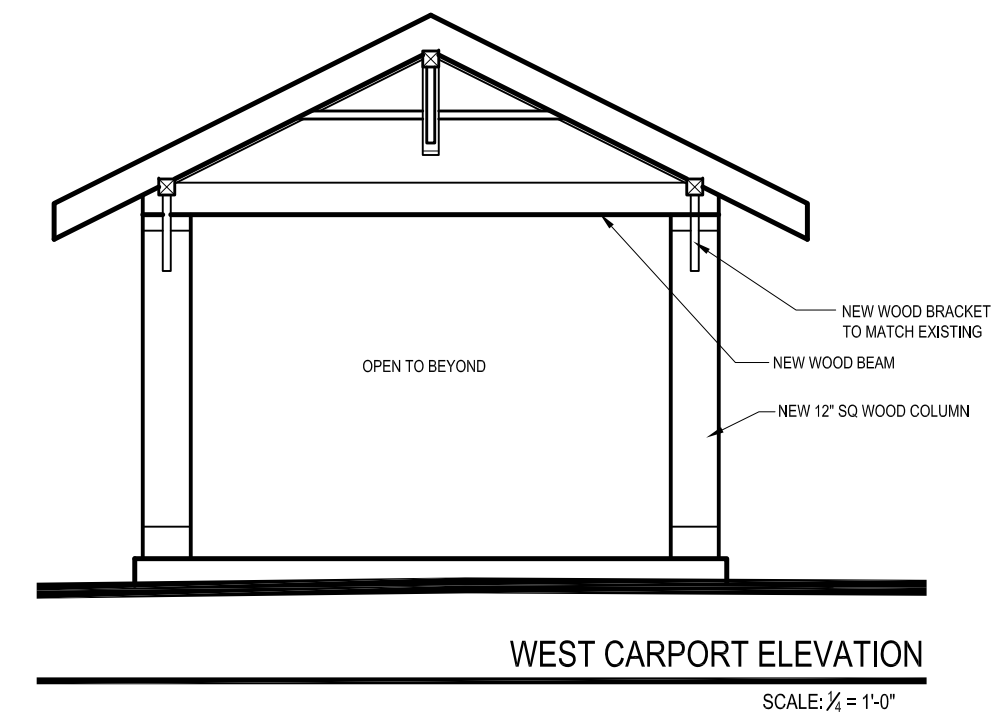 NEW WOOD BRACKET
TO MATCH EXISTING
OPEN TO BEYOND
NEW WOOD BEAM
NEW 12" SQ WOOD COLUMN
WEST CARPORT ELEVATION
SCALE: 1/4 = 1'-0"